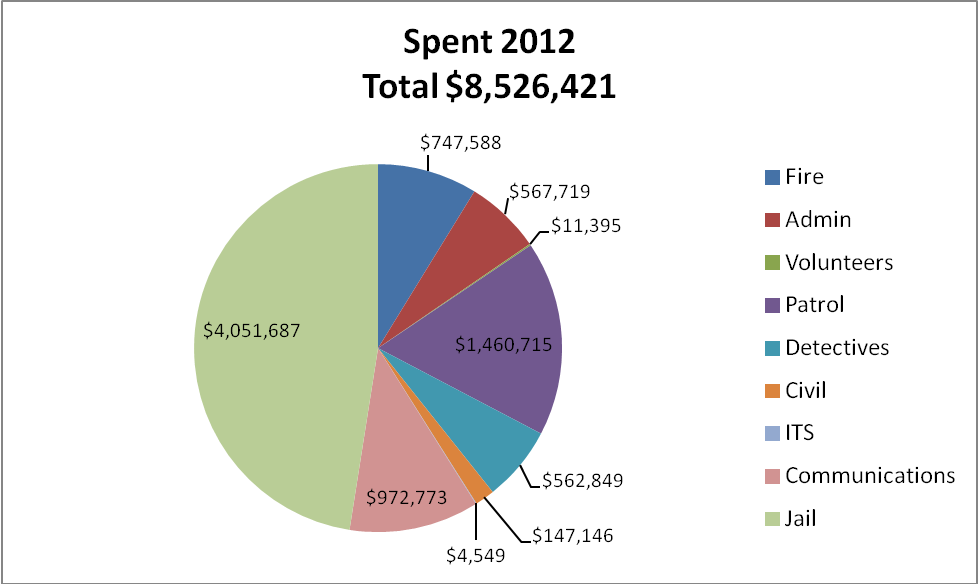 Spent 2012
Total $8,526,421
$747,588
$567,719
$11,395
$1,460,715
$562,849
$147,146
$4,549
$972,773
$4,051,687
Fire
Admin
Volunteers
Patrol
Detectives
Civil
ITS
Communications
Jail